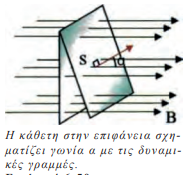 S
α
B
Η κάθετη στην επιφάνεια σχη-
ματίζει γωνία α με τις δυναμι-
κές γραμμές.